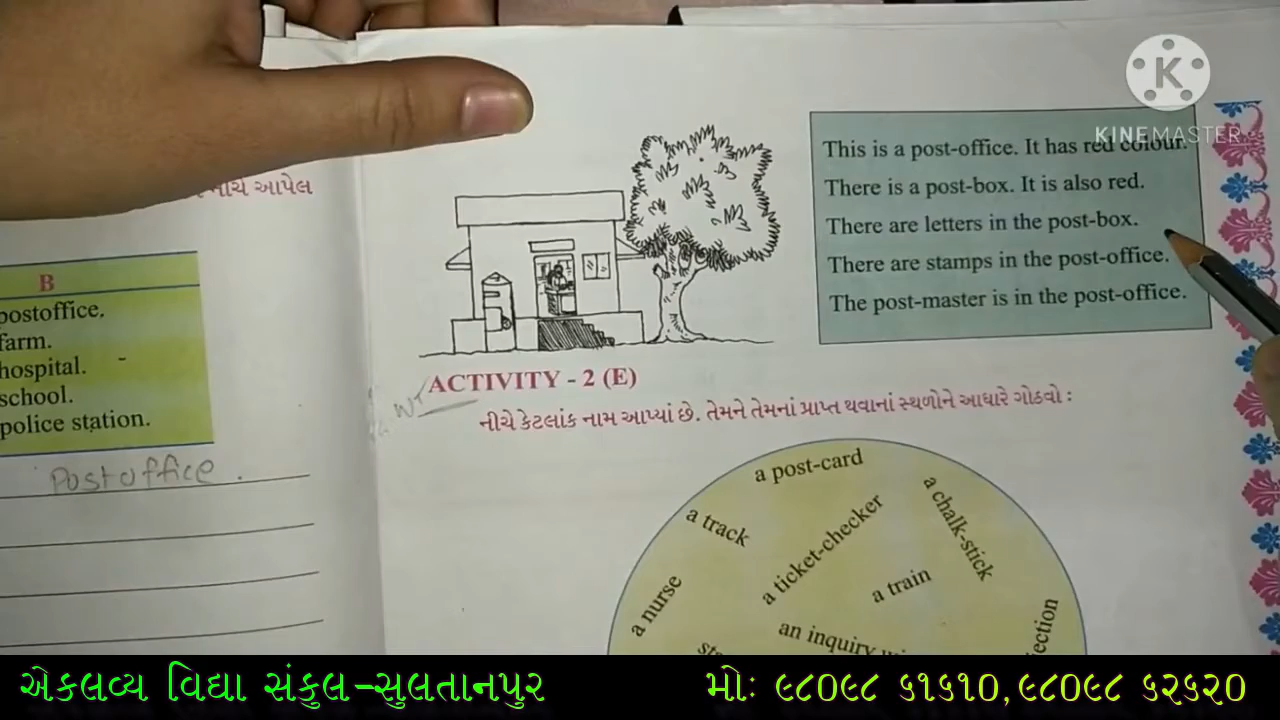 KINEMASTER
નીચે આપેલ
B
postoffice.
farm.
hospital.
school.
police station.
Postoffice.
This is a post-office. It has red colour.
There is a post-box. It is also red.
There are letters in the post-box.
There are stamps in the post-office.
The post-master is in the post-office.
ACTIVITY - 2 (E)
નીચે કેટલાંક નામ આપ્યાં છે. તેમને તેમનાં પ્રાપ્ત થવાનાં સ્થળોને આધારે ગોઠવો :
a post-card
a track
a ticket-checker
a chalk-stick
a nurse
a train
an inquiry
એકલવ્ય વિદ્યા સંકુલ-સુલતાનપુર
મોઃ ૯૮૦૯૮ ૬૧૬૧૦,૯૮૦૯૮ ૬૨૬૨૦